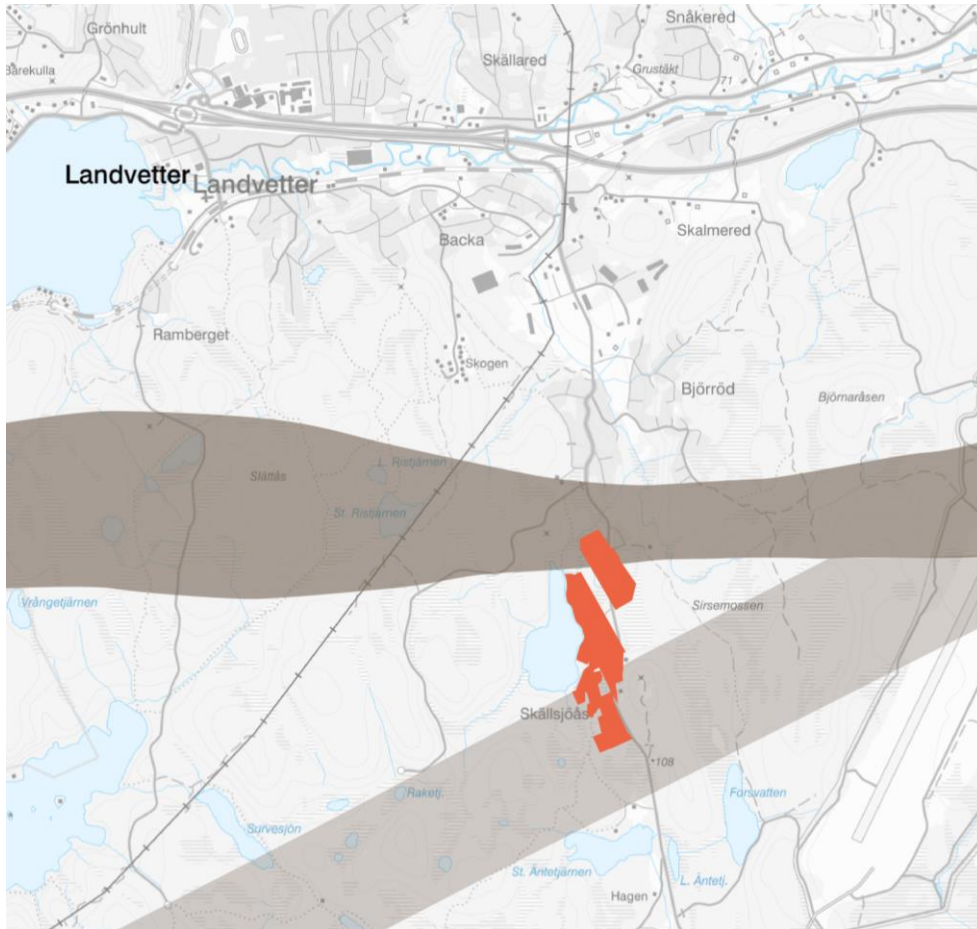 Snåkered
Grönhult
Skällared
Bårekulla
Grustäkt
71
Landvetter
Landvetter
Skalmered
Backa
Ramberget
Skogen
Björröd
Björnaråsen
L. Ristjärnen
Slättås
St. Ristjärnen
Vrångetjärnen
Sirsemossen
Skällsjöås
108
Raketj.
Forsvatten
Survesjön
St. Äntetjärnen
L. Äntetj.
Hagen